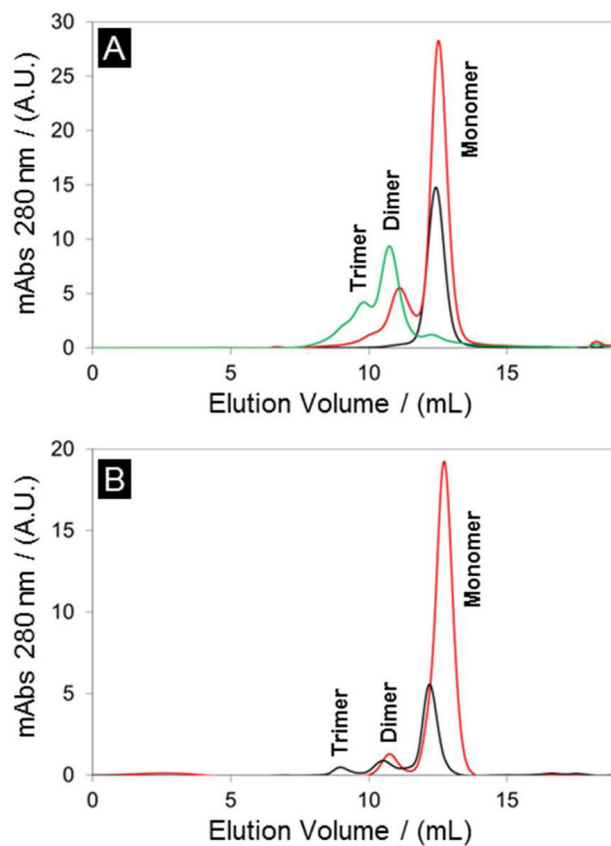 A
30
25
20
15
10
5
0
mAbs 280 nm / (A.U.)
Trimer
Dimer
Monomer
0 5 10 15
Elution Volume / (mL)
B
20
15
10
5
0
mAbs 280 nm / (A.U.)
Trimer
Dimer
Monomer
0 5 10 15
Elution Volume / (mL)